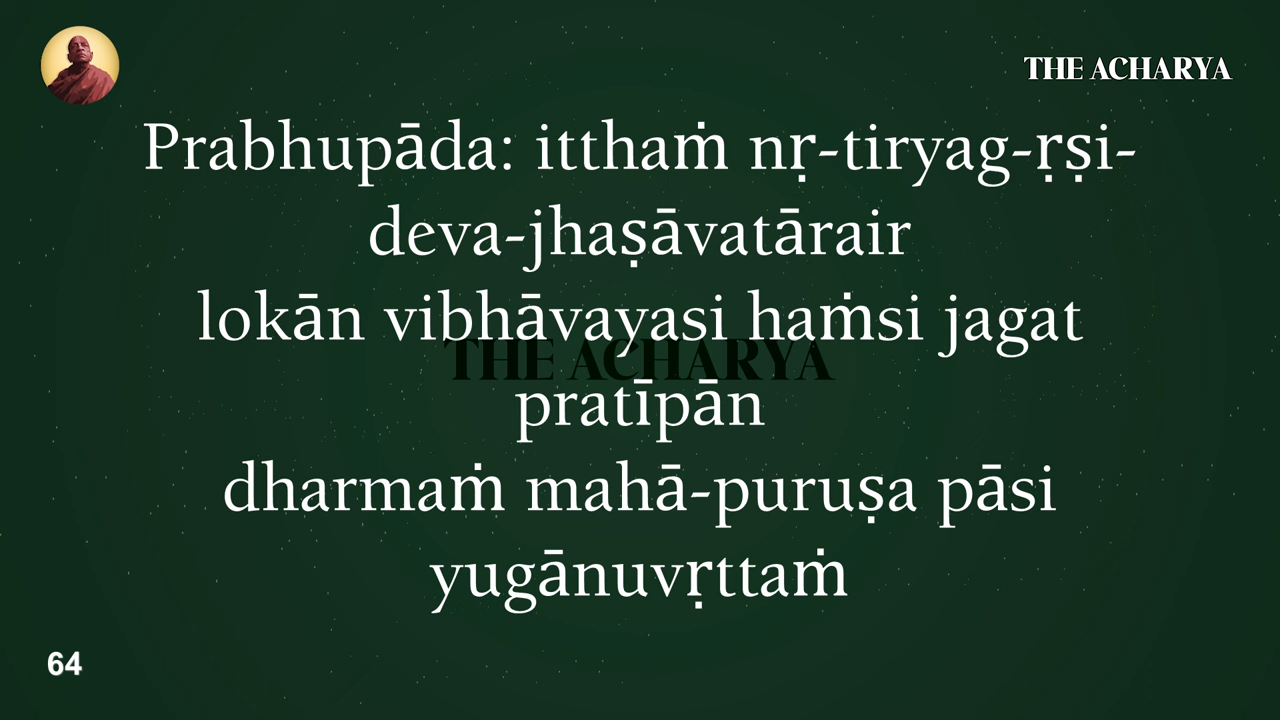 THE ACHARYA
Prabhupāda: itthaṁ nṛ-tiryag-ṛṣi-
deva-jhaṣāvatārair
lokān vibhāvayasi haṁsi jagat
THE ACHARYA
pratīpān
dharmaṁ mahā-puruṣa pāsi
yugānuvṛttaṁ
64